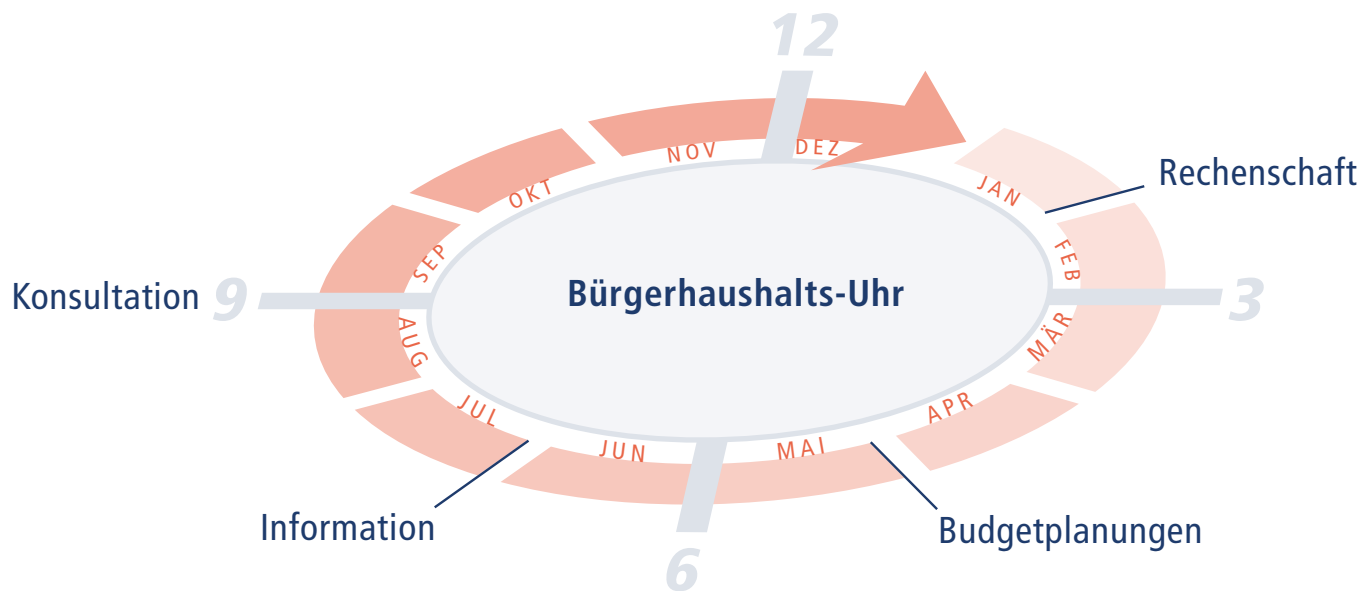 12
NOV
DEZ
OKT
JAN
Rechenschaft
SEP
FEB
Konsultation 9
Bürgerhaushalts-Uhr
3
AUG
MÄR
JUL
APR
JUN
MAI
Information
Budgetplanungen
6